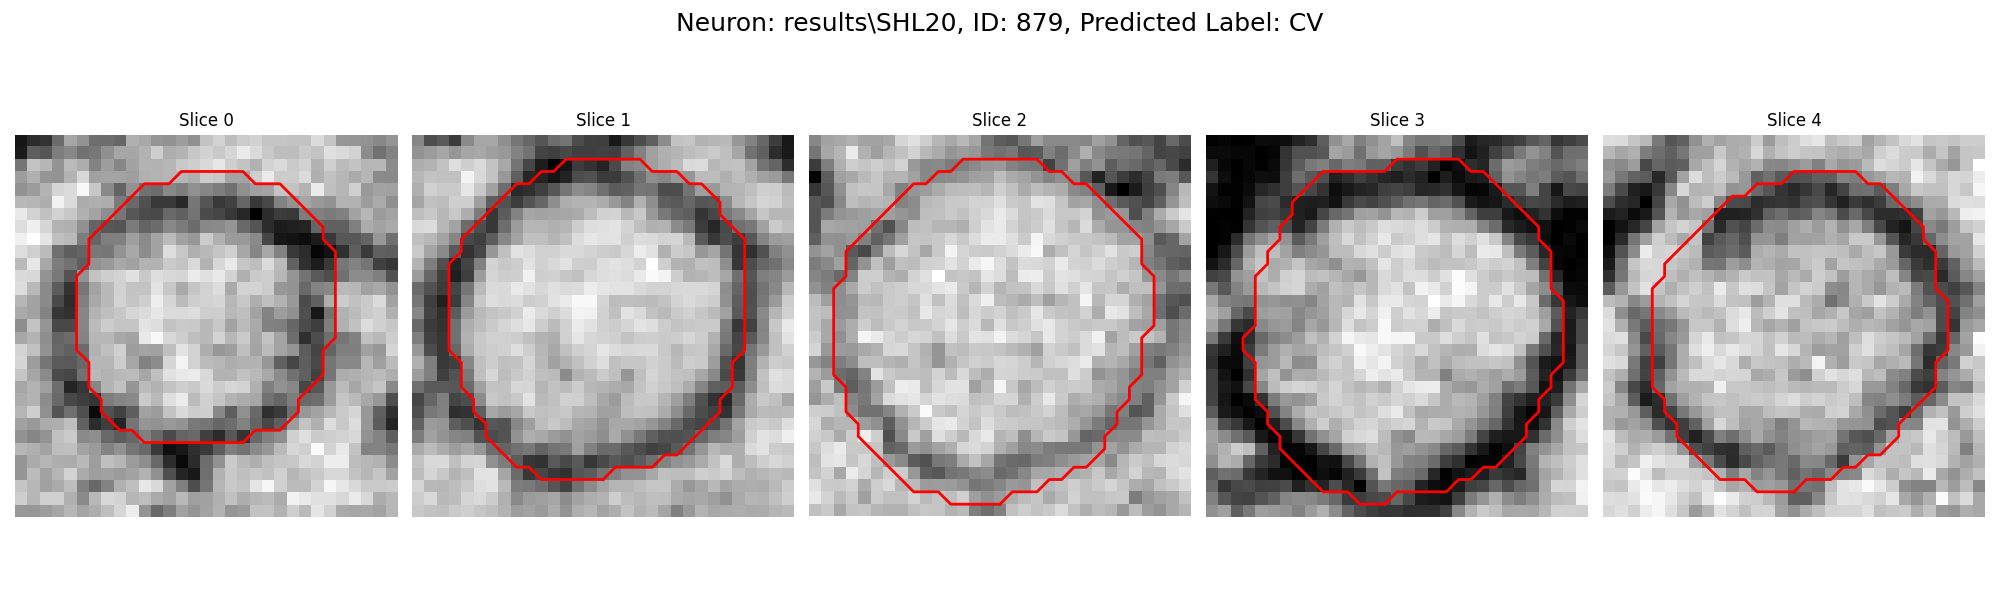 Neuron: results\SHL20, ID: 879, Predicted Label: CV
Slice 0
Slice 1
Slice 2
Slice 3
Slice 4